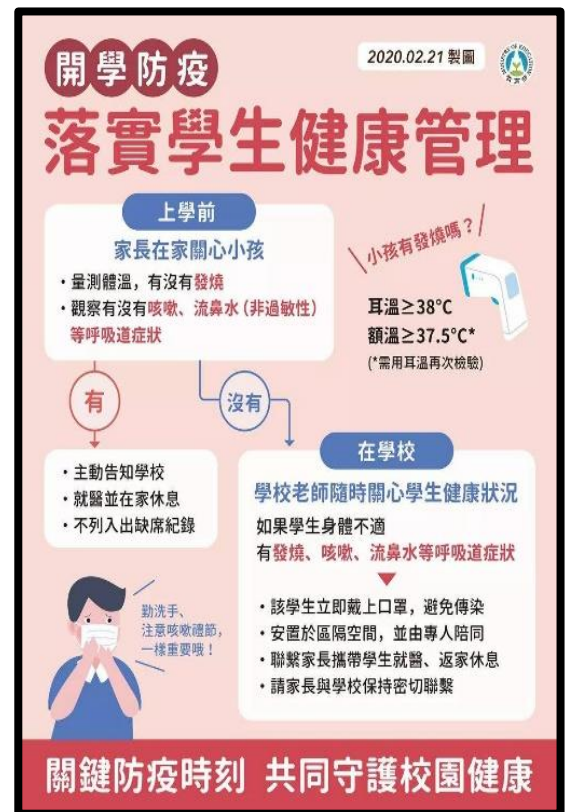 開學防疫
2020.02.21 製圖
MINISTRY OF EDUCATION
教育部
落實學生健康管理
上學前
家長在家關心小孩
・量測體溫，有沒有發燒
・觀察有沒有咳嗽、流鼻水（非過敏性）
等呼吸道症狀
小孩有發燒嗎？
耳溫≥38°C
額溫≥37.5°C*
(*需用耳溫再次檢驗)
有
沒有
・主動告知學校
・就醫並在家休息
・不列入出缺席紀錄
在學校
學校老師隨時關心學生健康狀況
如果學生身體不適
有發燒、咳嗽、流鼻水等呼吸道症狀
・該學生立即戴上口罩，避免傳染
・安置於區隔空間，並由專人陪同
・聯繫家長攜帶學生就醫、返家休息
・請家長與學校保持密切聯繫
勤洗手、
注意咳嗽禮節，
一樣重要哦！
關鍵防疫時刻 共同守護校園健康